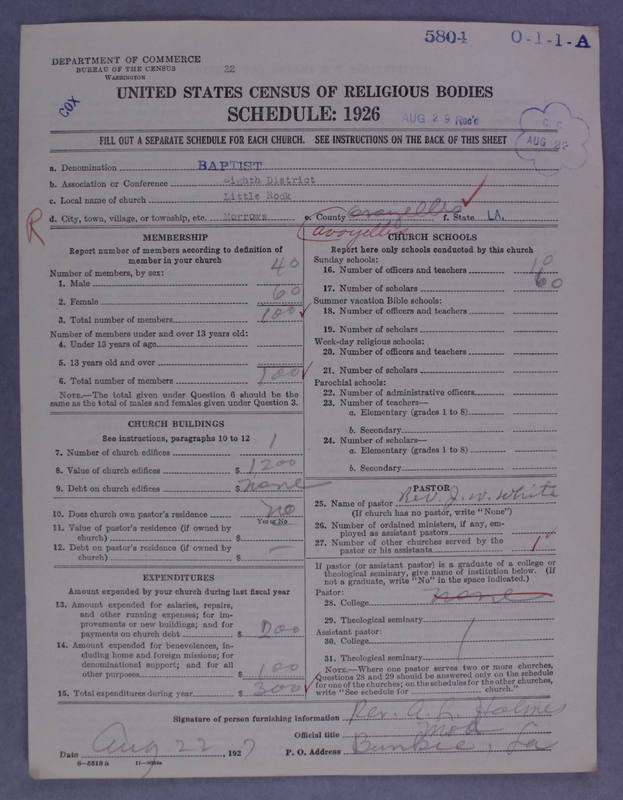 5804 0-1-1-A
DEPARTMENT OF COMMERCE
BUREAU OF THE CENSUS
WASHINGTON
22
COX
UNITED STATES CENSUS OF RELIGIOUS BODIES
SCHEDULE: 1926
AUG 29 Rec'd
AUG 29
FILL OUT A SEPARATE SCHEDULE FOR EACH CHURCH. SEE INSTRUCTIONS ON THE BACK OF THIS SHEET
a. Denomination BAPTIST
b. Association or Conference Eighth District
c. Local name of church Little Rock
d. City, town, village, or township, etc. Morrows e. County avoyelles f. State LA.
R
avoyelles
MEMBERSHIP
Report number of members according to definition of member in your church
Number of members, by sex:
1. Male 40
2. Female 60
3. Total number of members 100
Number of members under and over 13 years old:
4. Under 13 years of age
5. 13 years old and over
6. Total number of members 100
NOTE.—The total given under Question 6 should be the same as the total of males and females given under Question 3.
CHURCH BUILDINGS
See instructions, paragraphs 10 to 12
7. Number of church edifices 1
8. Value of church edifices $ 1200
9. Debt on church edifices $ none
10. Does church own pastor's residence no
Yes or No
11. Value of pastor's residence (if owned by church) $
12. Debt on pastor's residence (if owned by church) $ —
EXPENDITURES
Amount expended by your church during last fiscal year
13. Amount expended for salaries, repairs, and other running expenses; for improvements or new buildings; and for payments on church debt $ 200
14. Amount expended for benevolences, including home and foreign missions; for denominational support; and for all other purposes $ 100
15. Total expenditures during year $ 300
CHURCH SCHOOLS
Report here only schools conducted by this church
Sunday schools:
16. Number of officers and teachers 10
17. Number of scholars 60
Summer vacation Bible schools:
18. Number of officers and teachers
19. Number of scholars
Week-day religious schools:
20. Number of officers and teachers
21. Number of scholars
Parochial schools:
22. Number of administrative officers
23. Number of teachers—
a. Elementary (grades 1 to 8)
b. Secondary
24. Number of scholars—
a. Elementary (grades 1 to 8)
b. Secondary
PASTOR
25. Name of pastor Rev. J. W. White
(If church has no pastor, write "None")
26. Number of ordained ministers, if any, employed as assistant pastors
27. Number of other churches served by the pastor or his assistants 1
If pastor (or assistant pastor) is a graduate of a college or theological seminary, give name of institution below. (If not a graduate, write "No" in the space indicated.)
Pastor:
28. College none
29. Theological seminary
Assistant pastor:
30. College
31. Theological seminary
NOTE.—Where one pastor serves two or more churches, Questions 28 and 29 should be answered only on the schedule for one of the churches; on the schedules for the other churches, write "See schedule for church."
Signature of person furnishing information Rev. A. L. Holmes
Official title Mod
Date Aug 22, 1927 P. O. Address Bunkie, La
8—5518a